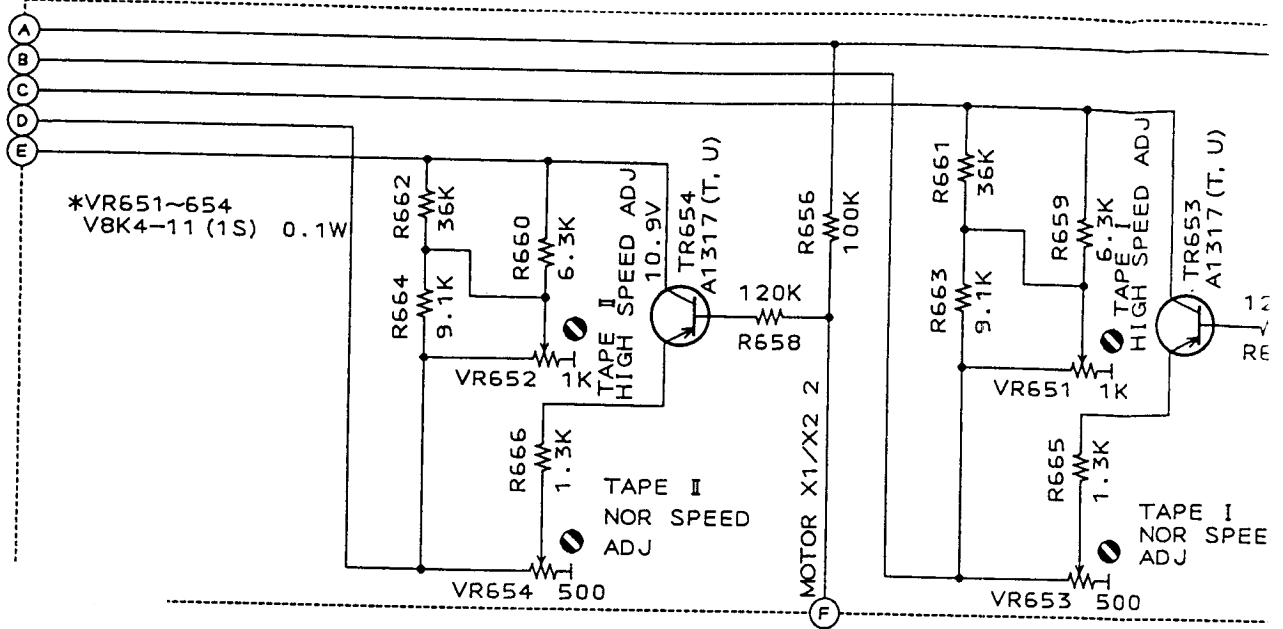 A
B
C
D
E
*VR651~654
V8K4-11(1S) 0.1W
R662
36K
R664
9.1K
R660
6.3K
TAPE II
HIGH SPEED ADJ
10.9V
TR654
A1317(T,U)
VR652 1K
120K
R658
R656
100K
R666
1.3K
TAPE II
NOR SPEED
ADJ
VR654 500
MOTOR X1/X2 2
F
R661
36K
R663
9.1K
R659
6.3K
TAPE I
HIGH SPEED ADJ
TR653
A1317(T,U)
VR651 1K
R665
1.3K
TAPE I
NOR SPEE
ADJ
VR653 500